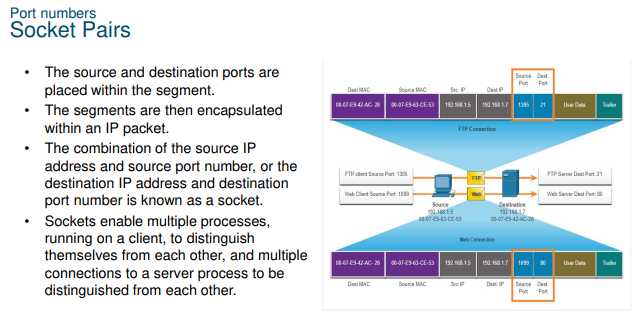 Port numbers
Socket Pairs
• The source and destination ports are
placed within the segment.
• The segments are then encapsulated
within an IP packet.
• The combination of the source IP
address and source port number, or the
destination IP address and destination
port number is known as a socket.
• Sockets enable multiple processes,
running on a client, to distinguish
themselves from each other, and multiple
connections to a server process to be
distinguished from each other.
Source Port Dest Port
Dest MAC Source MAC Src IP Dest IP
00-07-E9-42-AC-28 00-07-E9-63-CE-53 192.168.1.5 192.168.1.7 1305 21 User Data Trailer
FTP Connection
FTP client Source Port: 1305 FTP FTP Server Dest Port: 21
Web Client Source Port: 1099 Web Web Server Dest Port: 80
Source Destination
192.168.1.5 192.168.1.7
00-07-E9-63-CE-53 00-07-E9-42-AC-28
Web Connection
00-07-E9-42-AC-28 00-07-E9-63-CE-53 192.168.1.5 192.168.1.7 1099 80 User Data Trailer
Dest MAC Source MAC Src IP Dest. IP Source Port Dest Port